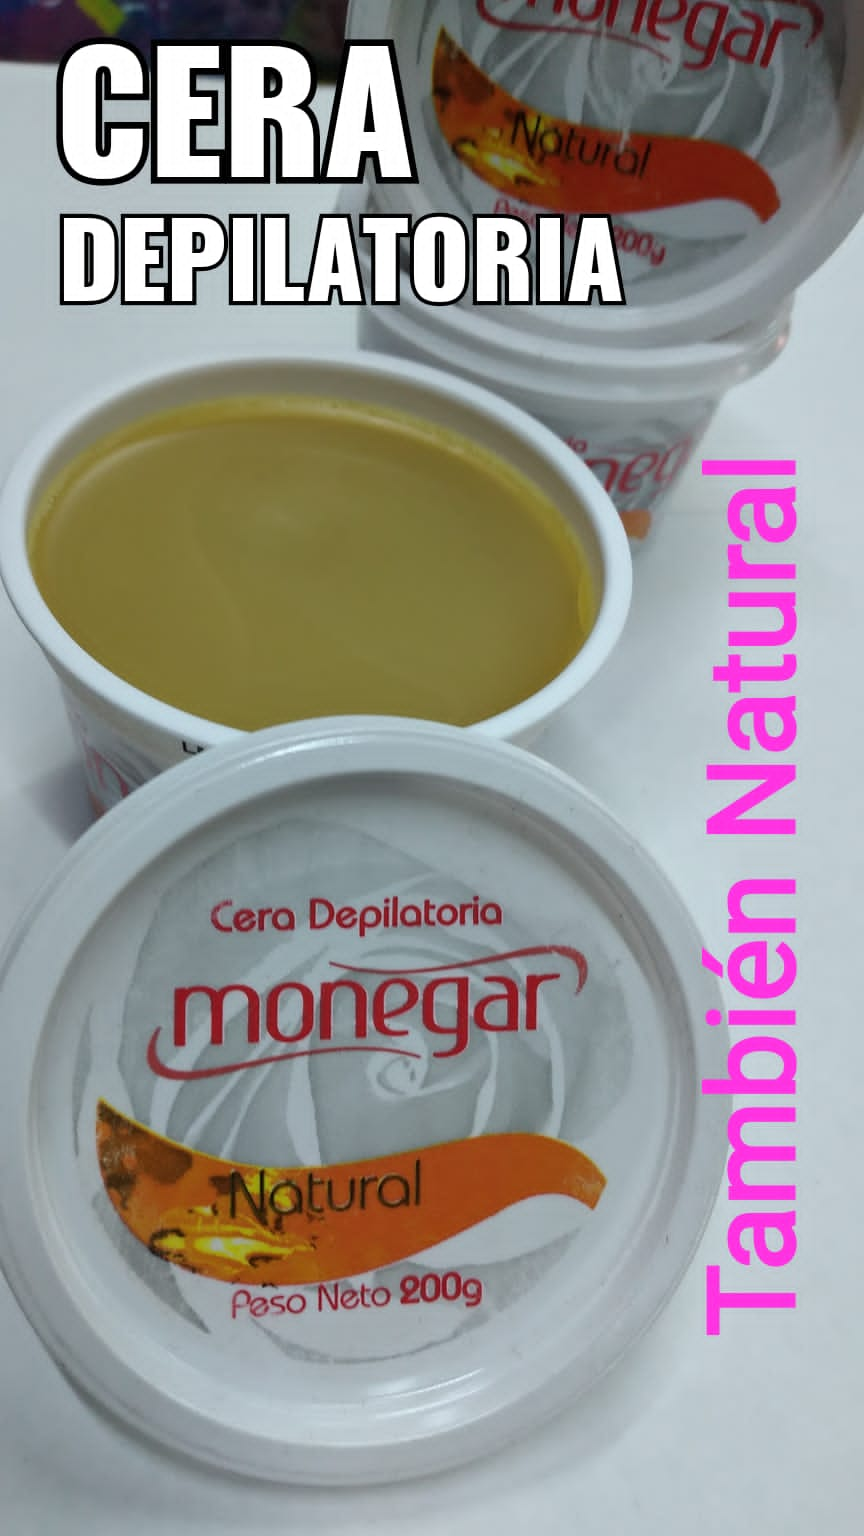 CERA
DEPILATORIA
monegar
Natural
200g
También Natural
Cera Depilatoria
monegar
Natural
Peso Neto 200g